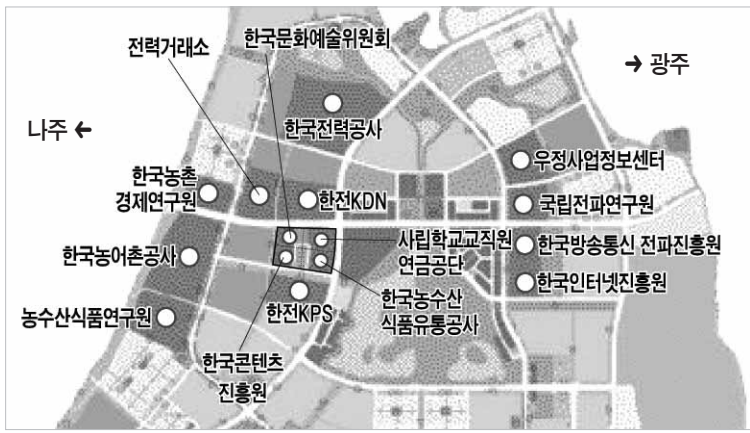 한국문화예술위원회
전력거래소
→ 광주
나주 ←
한국전력공사
우정사업정보센터
한국농촌
경제연구원
한전KDN
국립전파연구원
사립학교교직원
연금공단
한국방송통신 전파진흥원
한국농어촌공사
한국인터넷진흥원
한국농수산
식품유통공사
한전KPS
농수산식품연구원
한국콘텐츠
진흥원